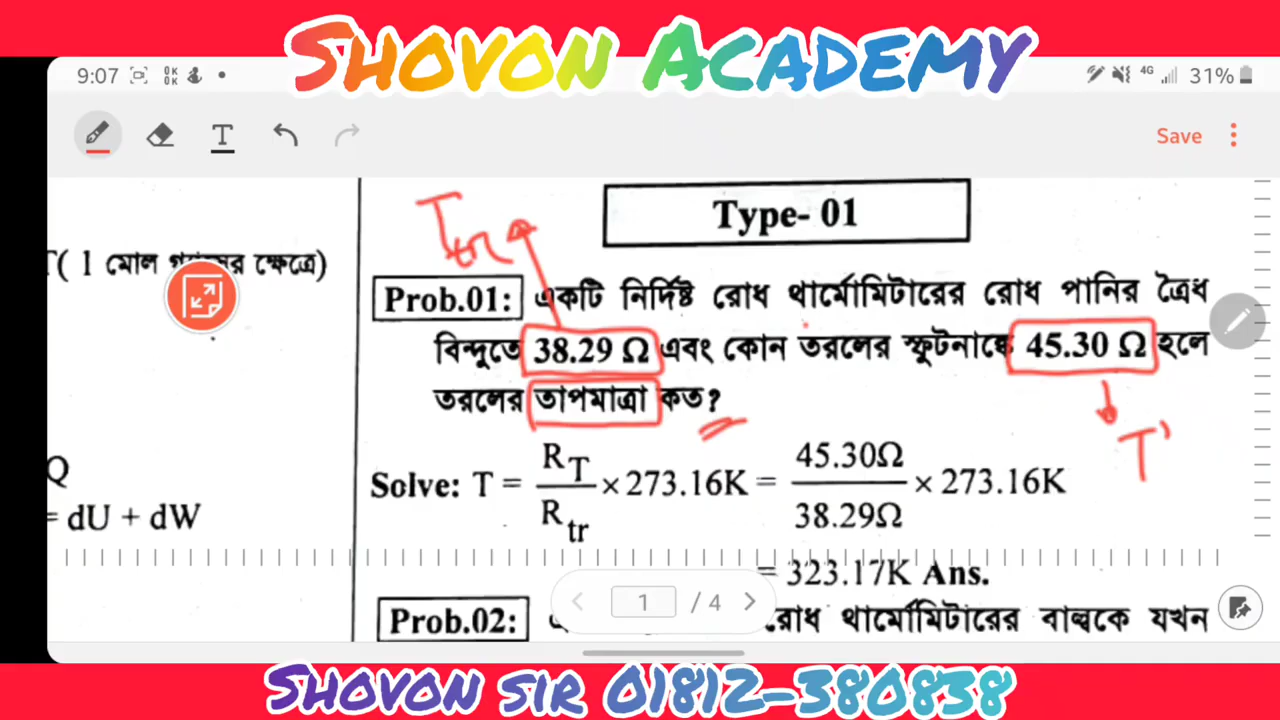 SHOVON ACADEMY
9:07
4G 31%
T
Save
Type- 01
T( 1 মোল গ্যাসের ক্ষেত্রে)
T tr
Prob.01: একটি নির্দিষ্ট রোধ থার্মোমিটারের রোধ পানির ত্রৈধ
বিন্দুতে 38.29 Ω এবং কোন তরলের স্ফুটনাঙ্কে 45.30 Ω হলে
তরলের তাপমাত্রা কত?
T'
Q
= dU + dW
Solve: T = R_T / R_tr × 273.16K = 45.30Ω / 38.29Ω × 273.16K
= 323.17K Ans.
1 / 4
Prob.02: রোধ থার্মোমিটারের বাল্বকে যখন
SHOVON SIR 01812-380838